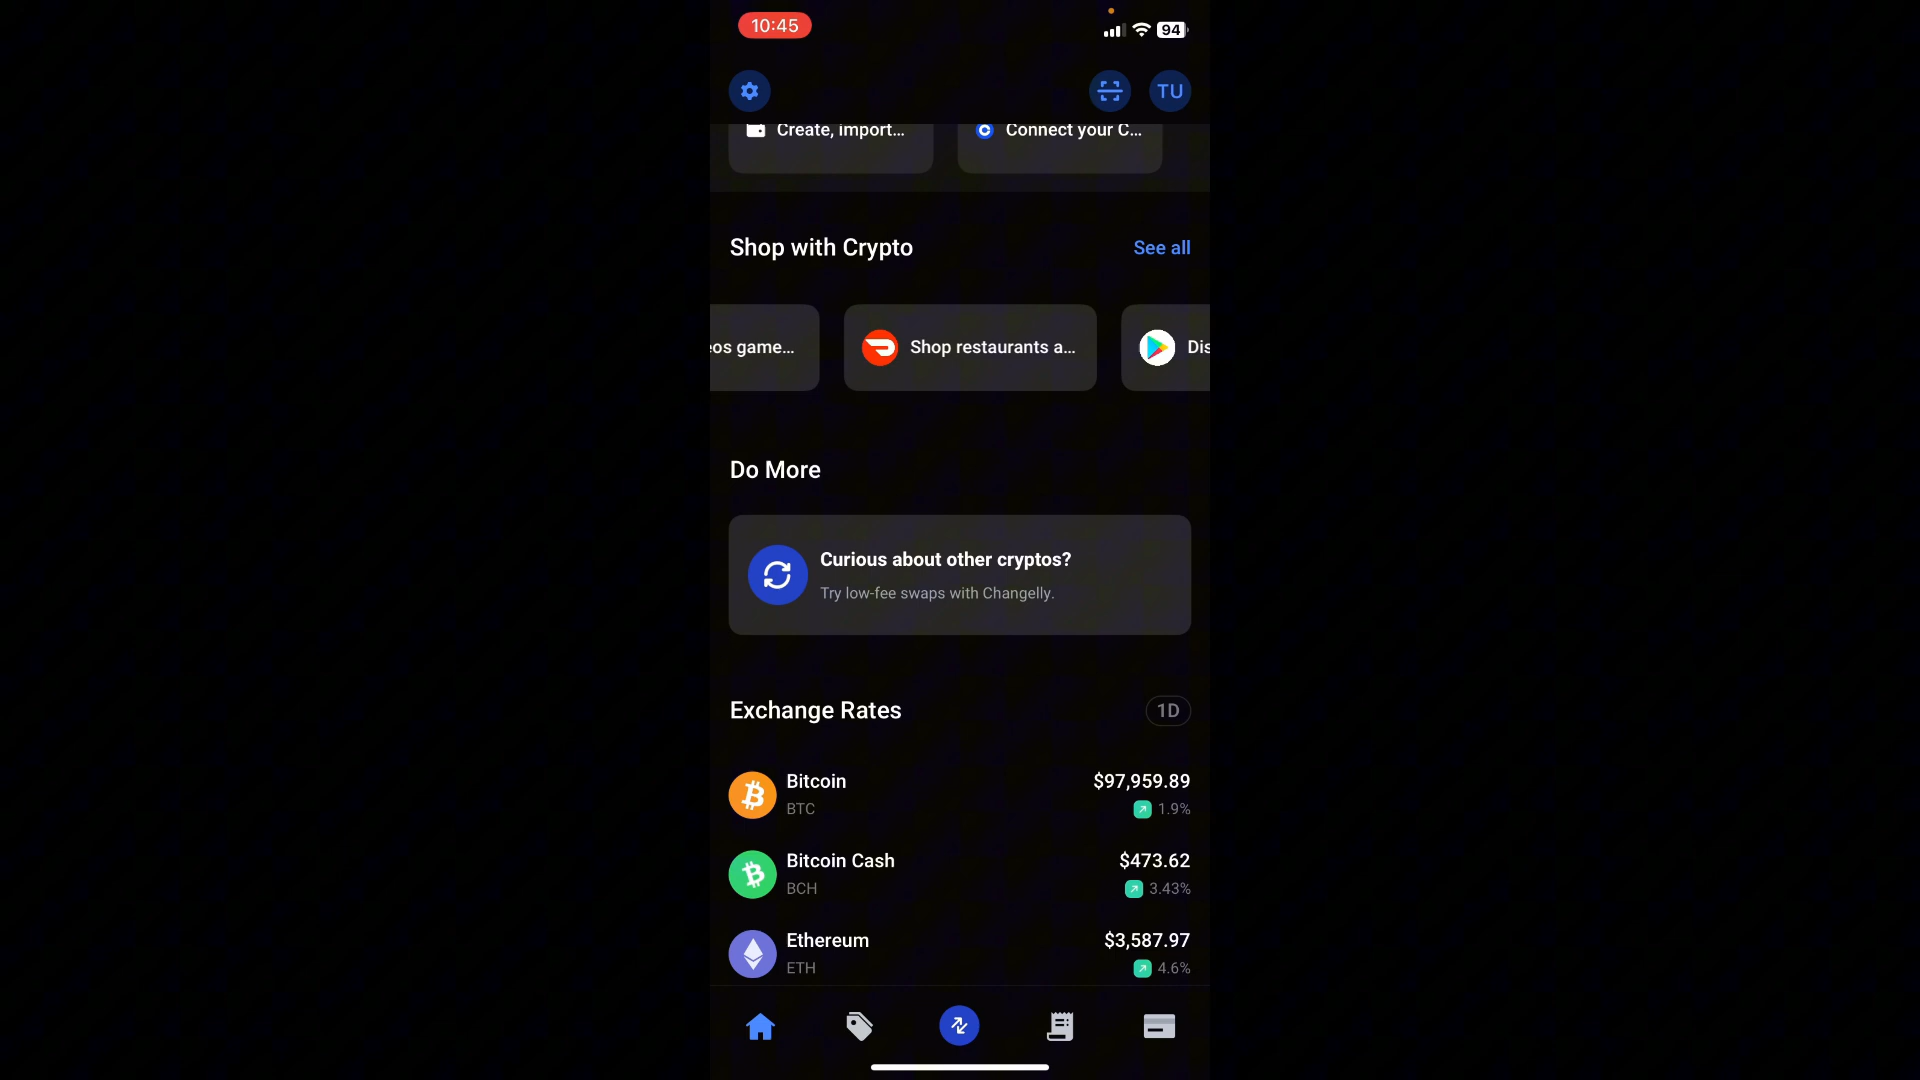 10:45
94
TU
Create, import...
Connect your C...
Shop with Crypto
See all
eos game...
Shop restaurants a...
Dis
Do More
Curious about other cryptos?
Try low-fee swaps with Changelly.
Exchange Rates
1D
Bitcoin
$97,959.89
BTC
1.9%
Bitcoin Cash
$473.62
BCH
3.43%
Ethereum
$3,587.97
ETH
4.6%